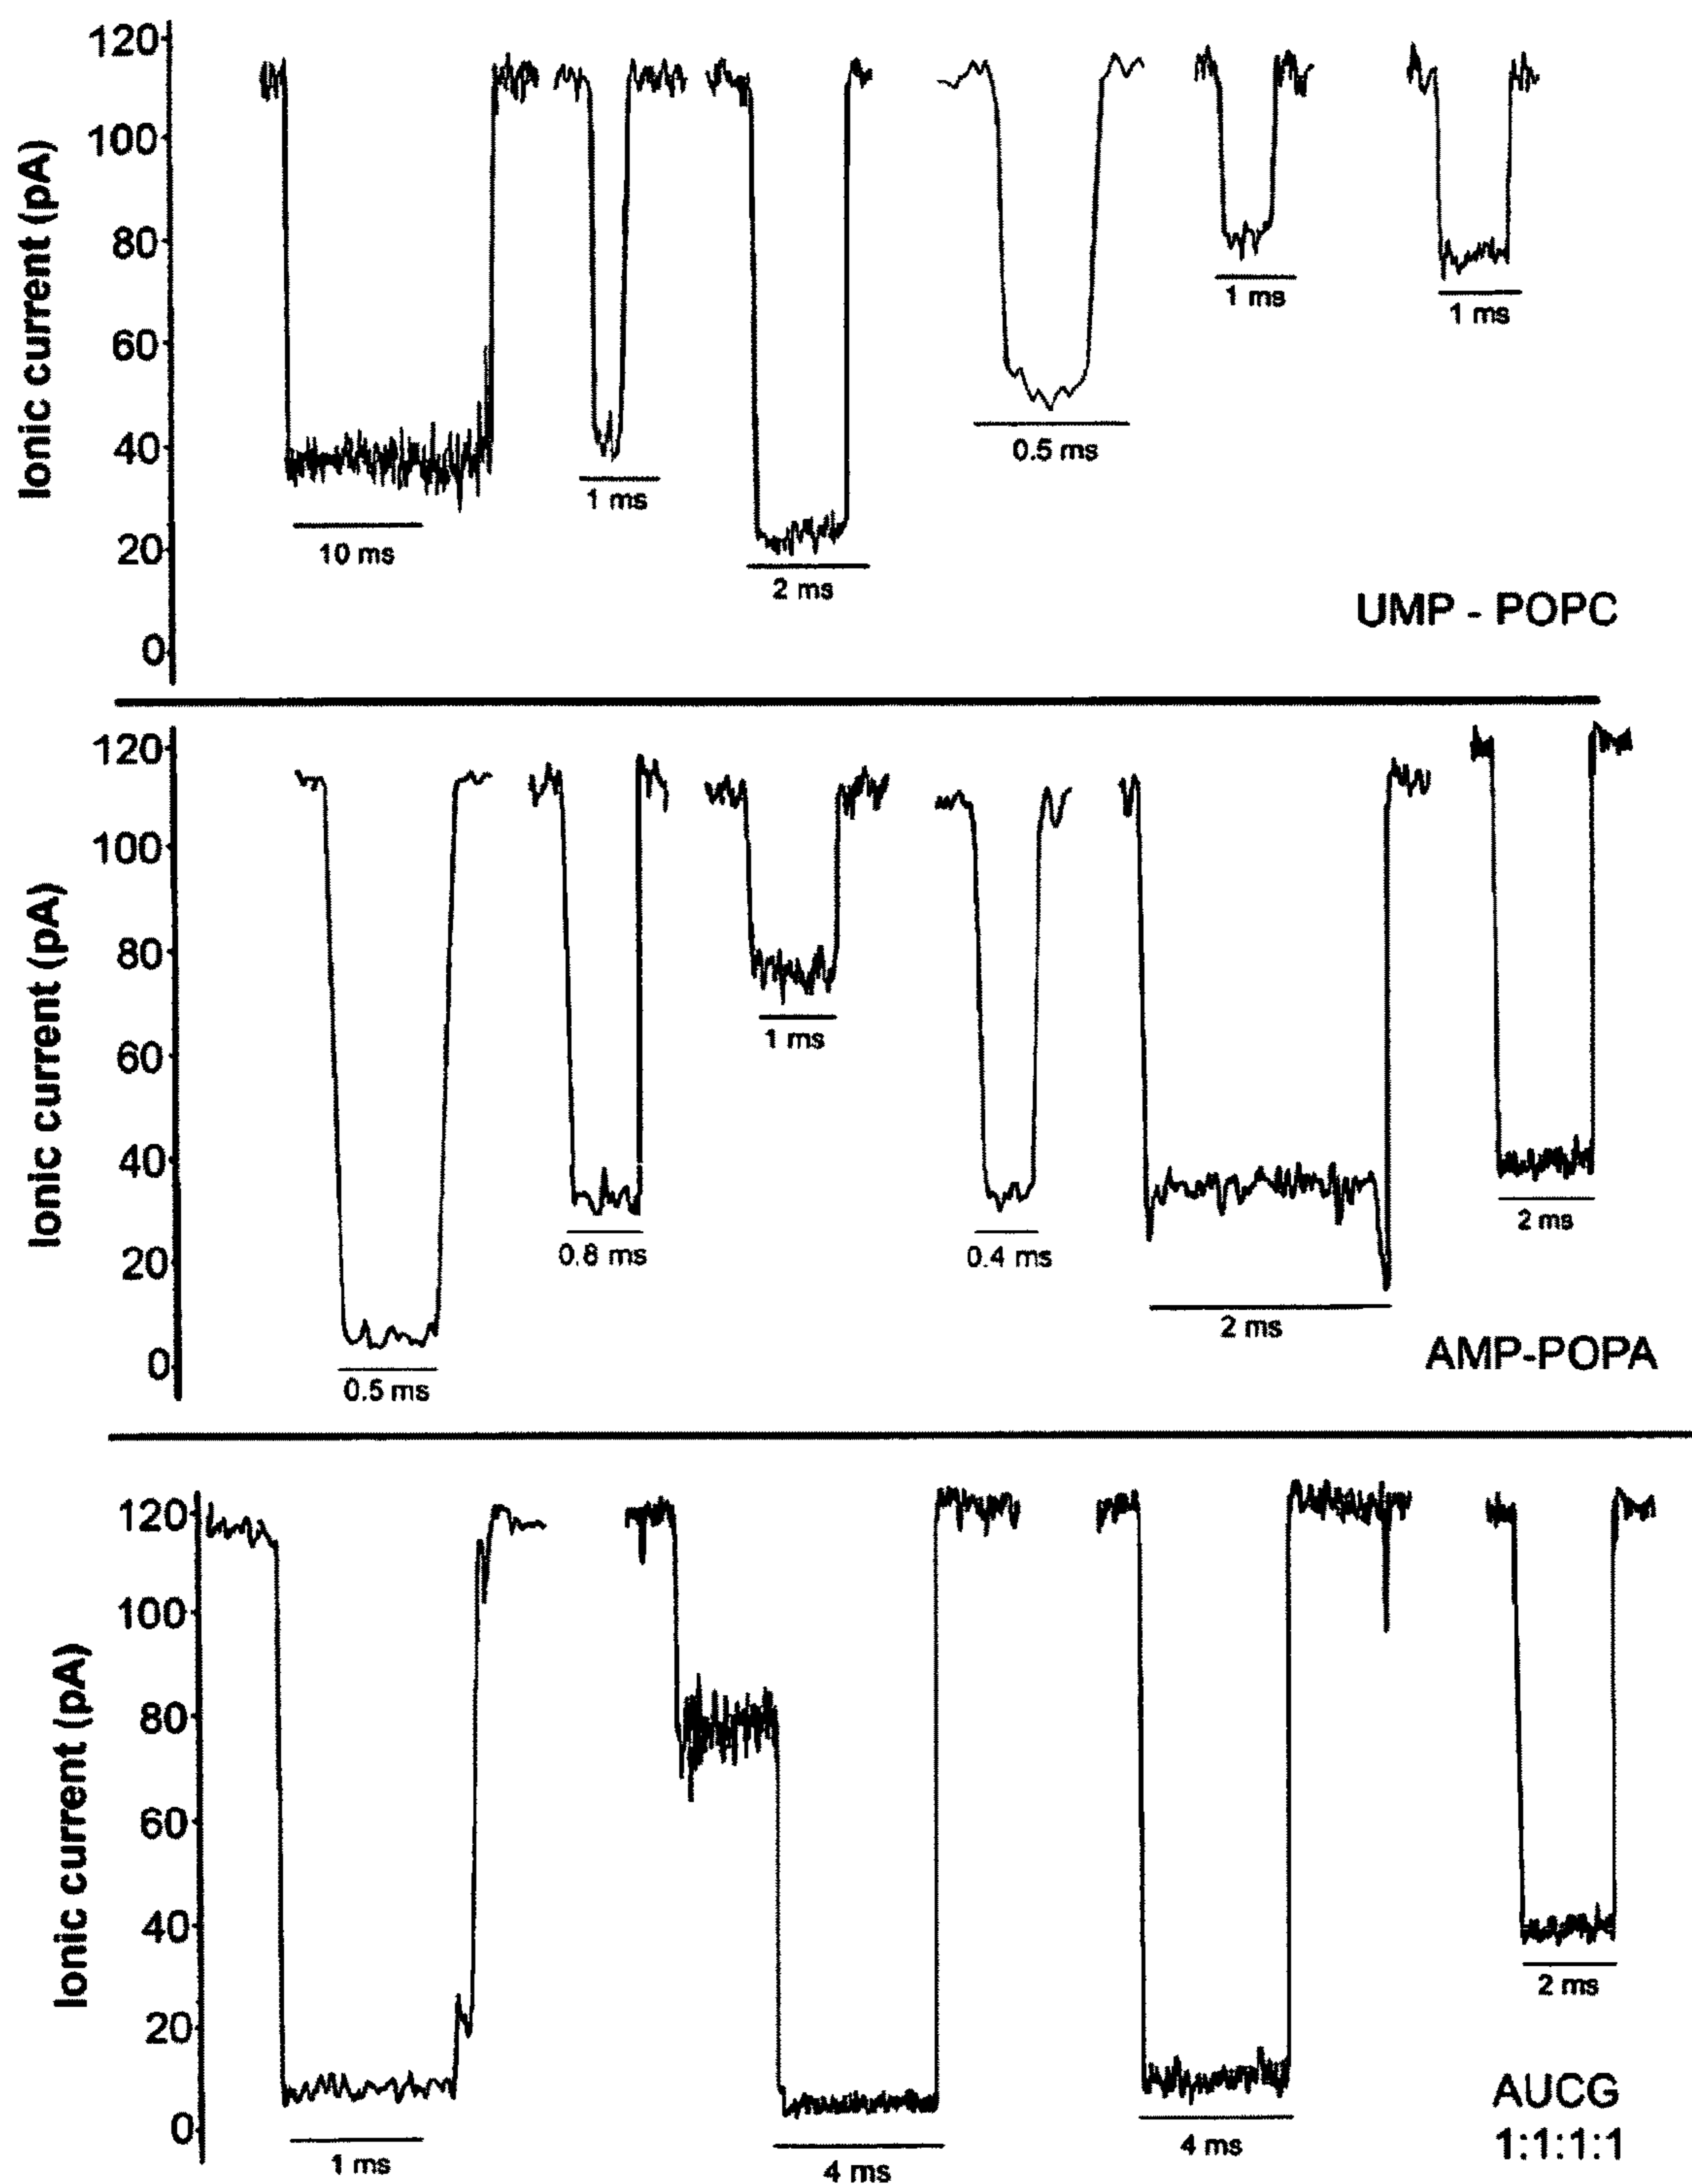 Ionic current (pA)
120
100
80
60
40
20
0
10 ms
1 ms
2 ms
0.5 ms
1 ms
1 ms
UMP - POPC
Ionic current (pA)
120
100
80
60
40
20
0
0.5 ms
0.8 ms
1 ms
0.4 ms
2 ms
2 ms
AMP-POPA
Ionic current (pA)
120
100
80
60
40
20
0
1 ms
4 ms
4 ms
2 ms
AUCG
1:1:1:1